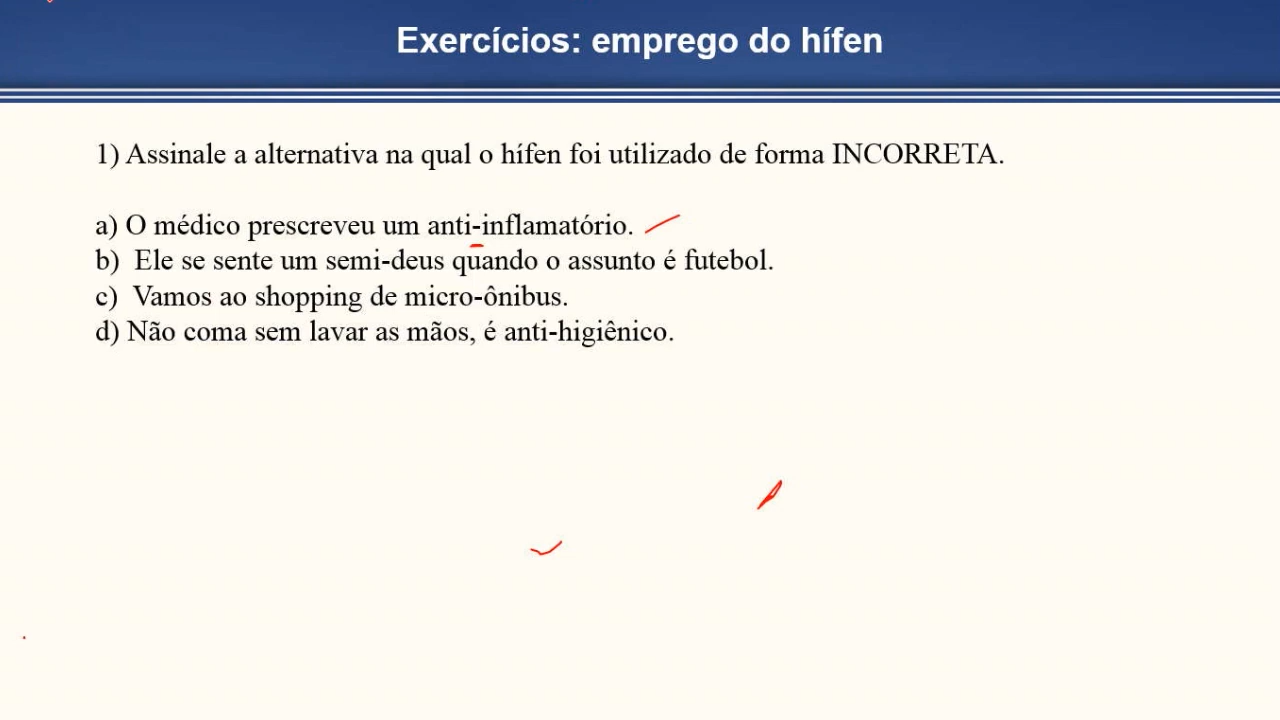 Exercícios: emprego do hífen
1) Assinale a alternativa na qual o hífen foi utilizado de forma INCORRETA.
a) O médico prescreveu um anti-inflamatório.
b) Ele se sente um semi-deus quando o assunto é futebol.
c) Vamos ao shopping de micro-ônibus.
d) Não coma sem lavar as mãos, é anti-higiênico.